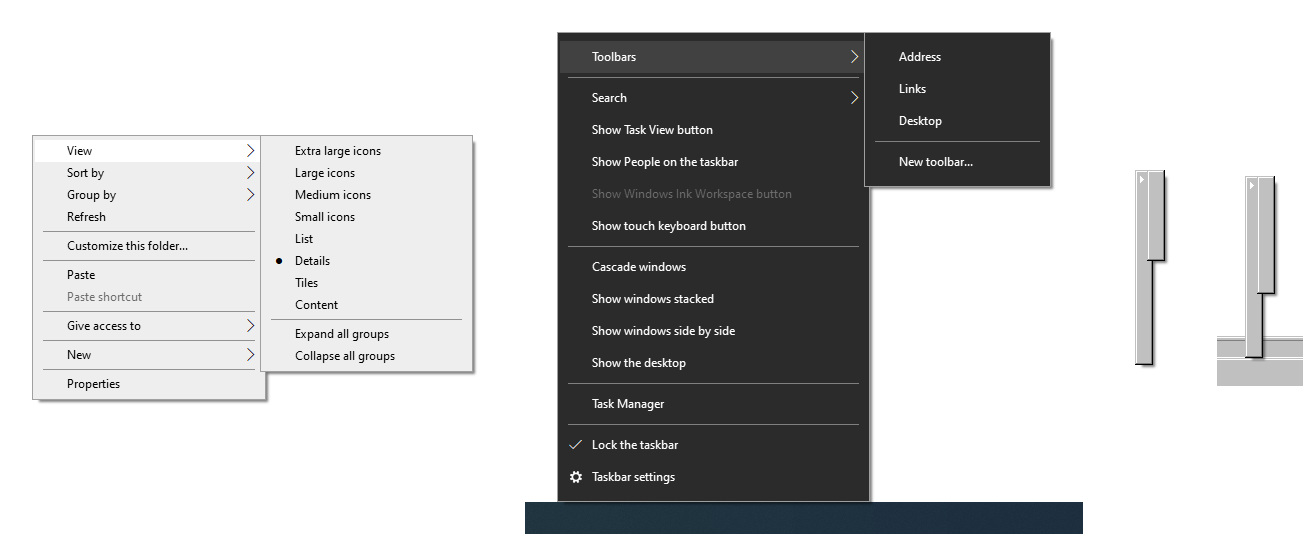 View
Sort by
Group by
Refresh
Customize this folder...
Paste
Paste shortcut
Give access to
New
Properties
Extra large icons
Large icons
Medium icons
Small icons
List
Details
Tiles
Content
Expand all groups
Collapse all groups
Toolbars
Search
Show Task View button
Show People on the taskbar
Show Windows Ink Workspace button
Show touch keyboard button
Cascade windows
Show windows stacked
Show windows side by side
Show the desktop
Task Manager
Lock the taskbar
Taskbar settings
Address
Links
Desktop
New toolbar...